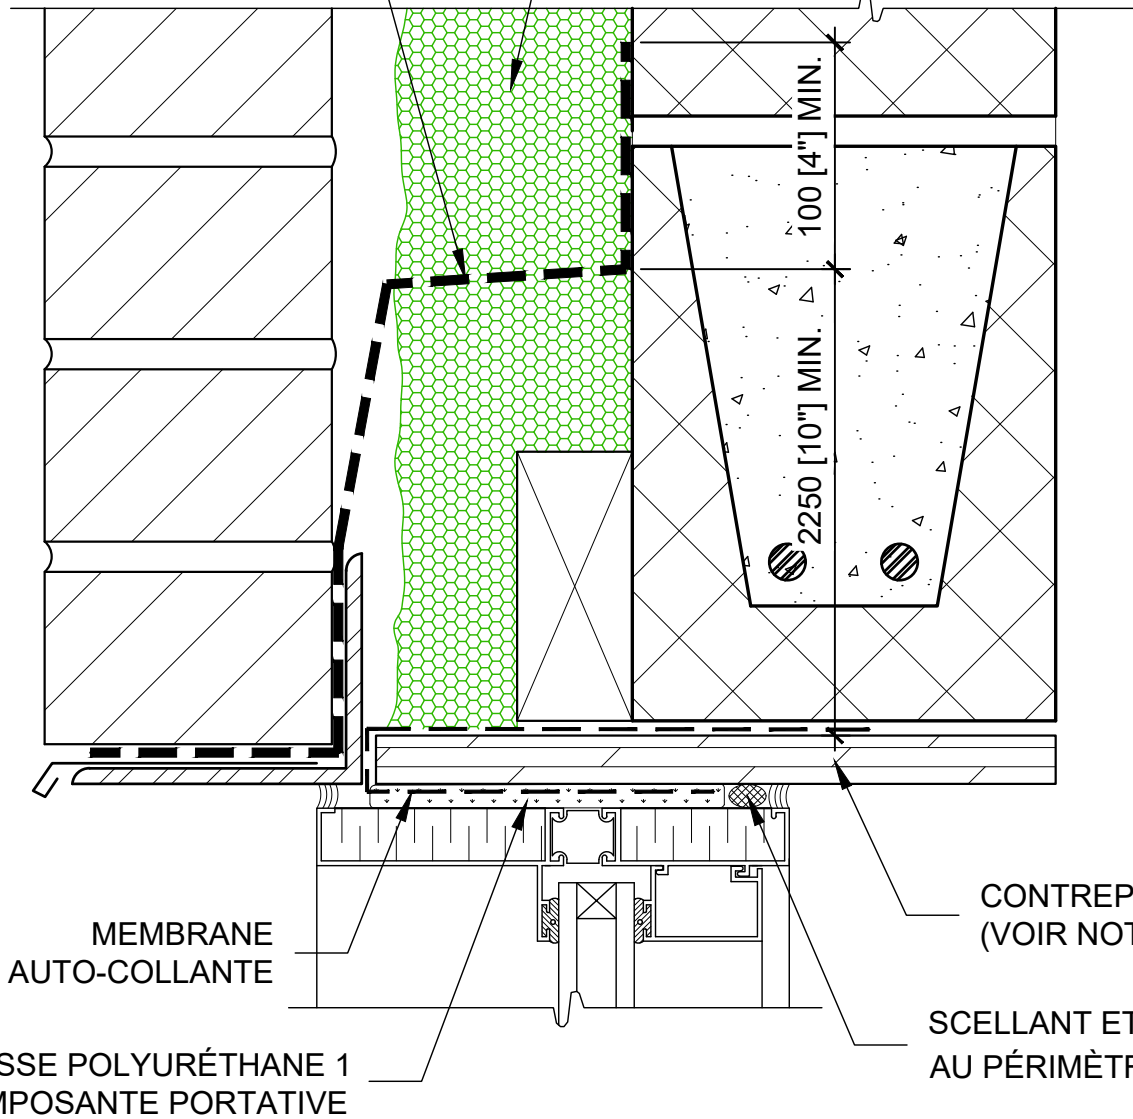 100 [4"] MIN.
2250 [10"] MIN.
MEMBRANE
AUTO-COLLANTE
CONTREP
(VOIR NOT
SCELLANT ET
AU PÉRIMÈTR
SSE POLYURÉTHANE 1
MPOSANTE PORTATIVE